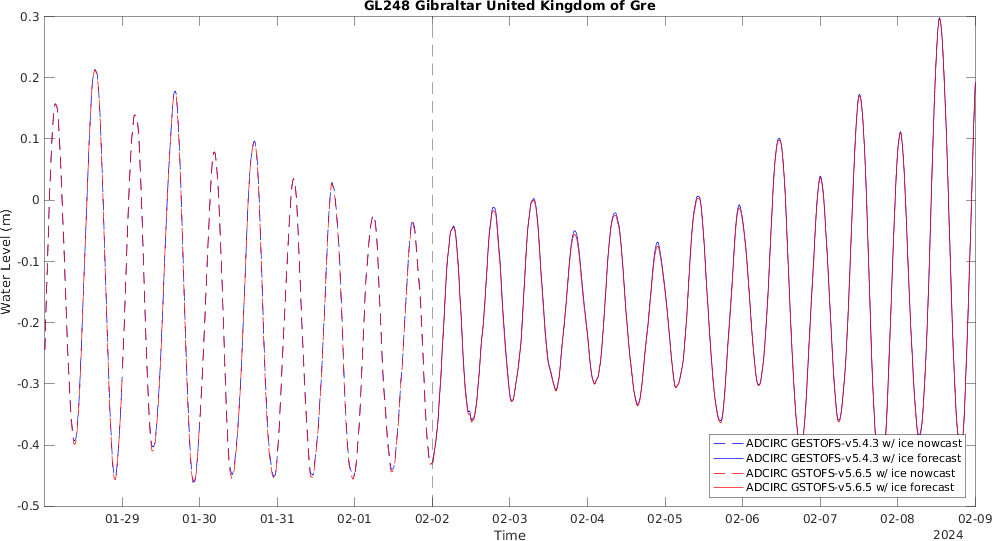 GL248 Gibraltar United Kingdom of Gre
0.3
0.2
0.1
0
-0.1
-0.2
-0.3
-0.4
-0.5
Water Level (m)
ADCIRC GESTOFS-v5.4.3 w/ ice nowcast
ADCIRC GESTOFS-v5.4.3 w/ ice forecast
ADCIRC GSTOFS-v5.6.5 w/ ice nowcast
ADCIRC GSTOFS-v5.6.5 w/ ice forecast
01-29 01-30 01-31 02-01 02-02 02-03 02-04 02-05 02-06 02-07 02-08 02-09
Time
2024